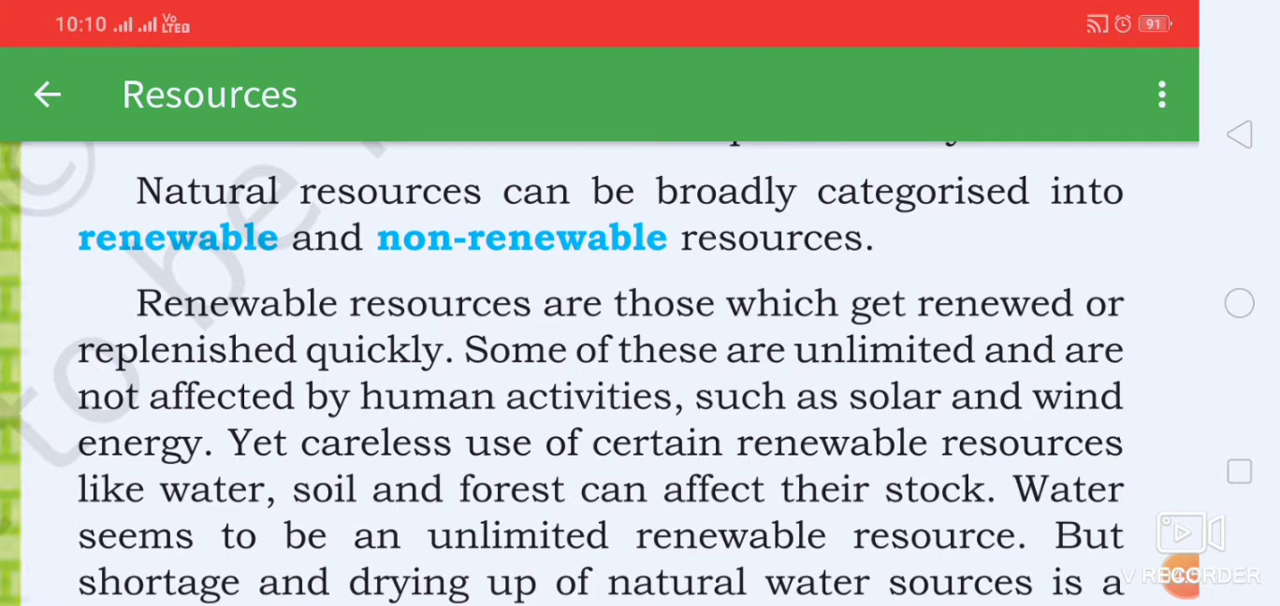 10:10 Vo LTE 91
Resources
Natural resources can be broadly categorised into
renewable and non-renewable resources.
Renewable resources are those which get renewed or
replenished quickly. Some of these are unlimited and are
not affected by human activities, such as solar and wind
energy. Yet careless use of certain renewable resources
like water, soil and forest can affect their stock. Water
seems to be an unlimited renewable resource. But
shortage and drying up of natural water sources is a
to be
V RECORDER